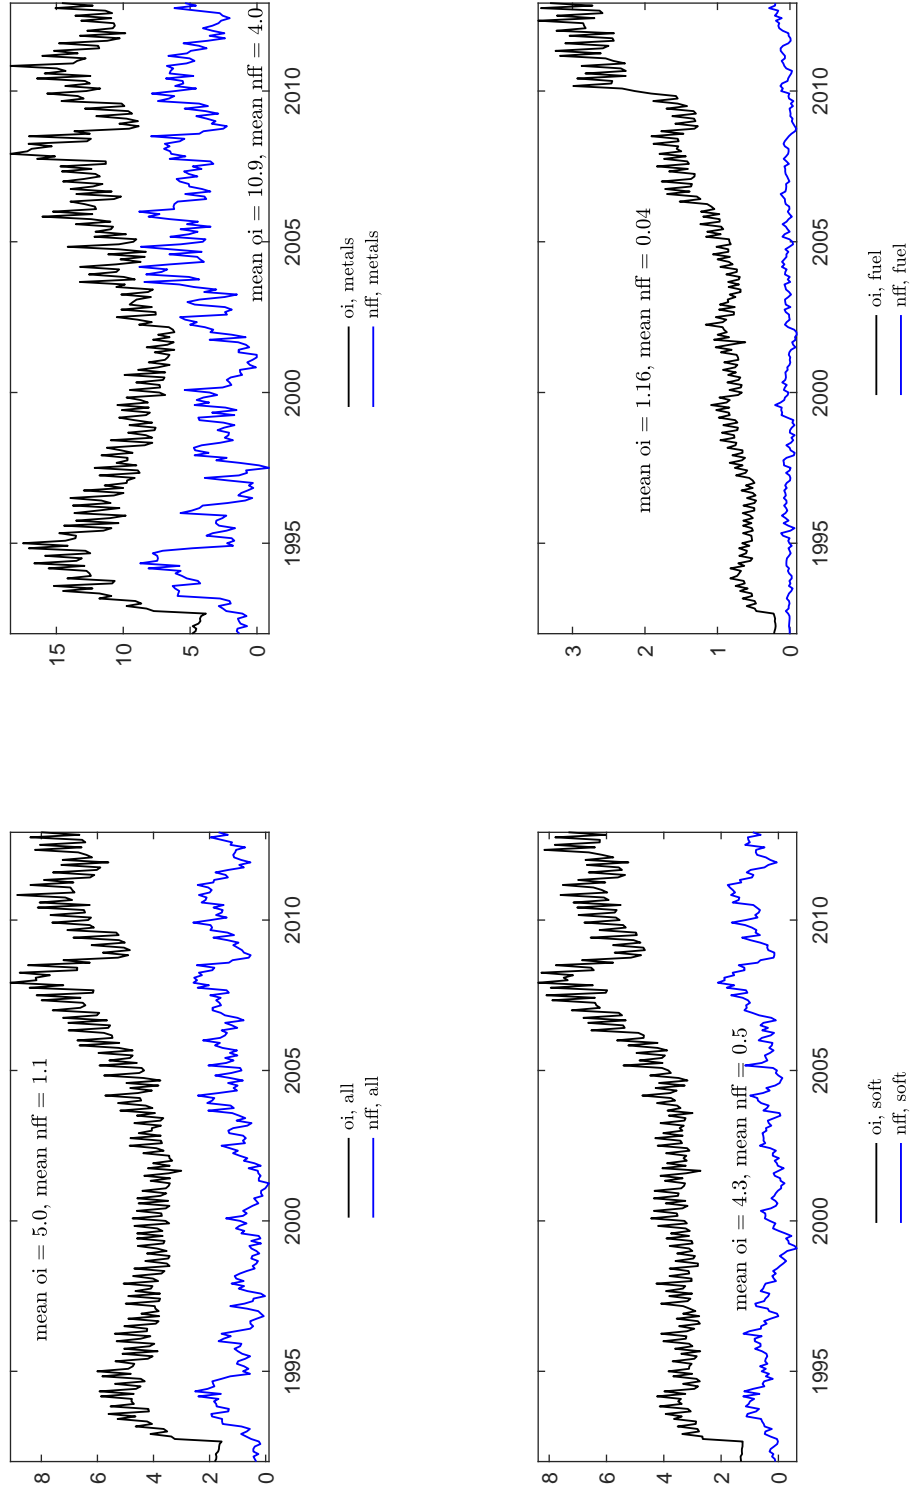 mean oi = 5.0, mean nff = 1.1
8
6
4
2
0
1995 2000 2005 2010
oi, all
nff, all
15
10
5
0
mean oi = 10.9, mean nff = 4.0
1995 2000 2005 2010
oi, metals
nff, metals
8
6
4
2
0
mean oi = 4.3, mean nff = 0.5
1995 2000 2005 2010
oi, soft
nff, soft
3
2
1
0
mean oi = 1.16, mean nff = 0.04
1995 2000 2005 2010
oi, fuel
nff, fuel